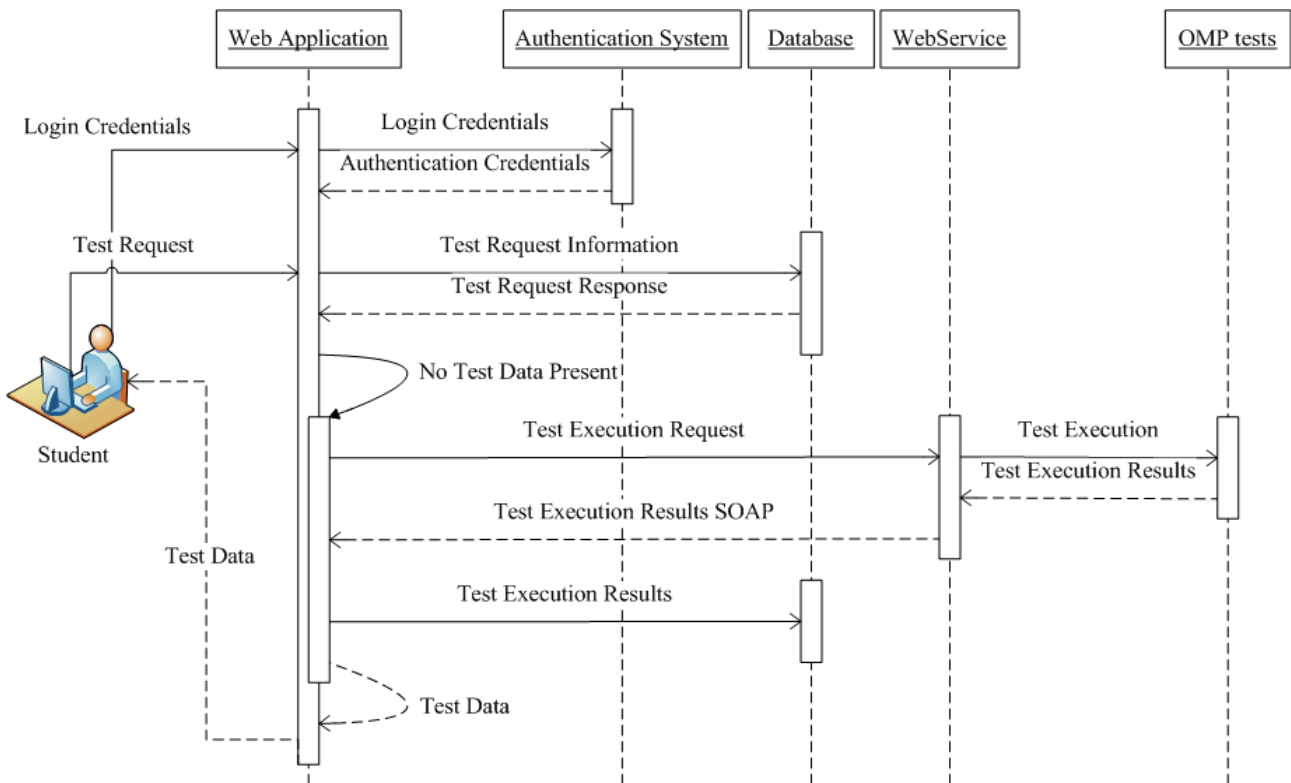 Web Application
Authentication System
Database
WebService
OMP tests
Login Credentials
Login Credentials
Authentication Credentials
Test Request
Test Request Information
Test Request Response
No Test Data Present
Student
Test Execution Request
Test Execution
Test Execution Results
Test Execution Results SOAP
Test Data
Test Execution Results
Test Data